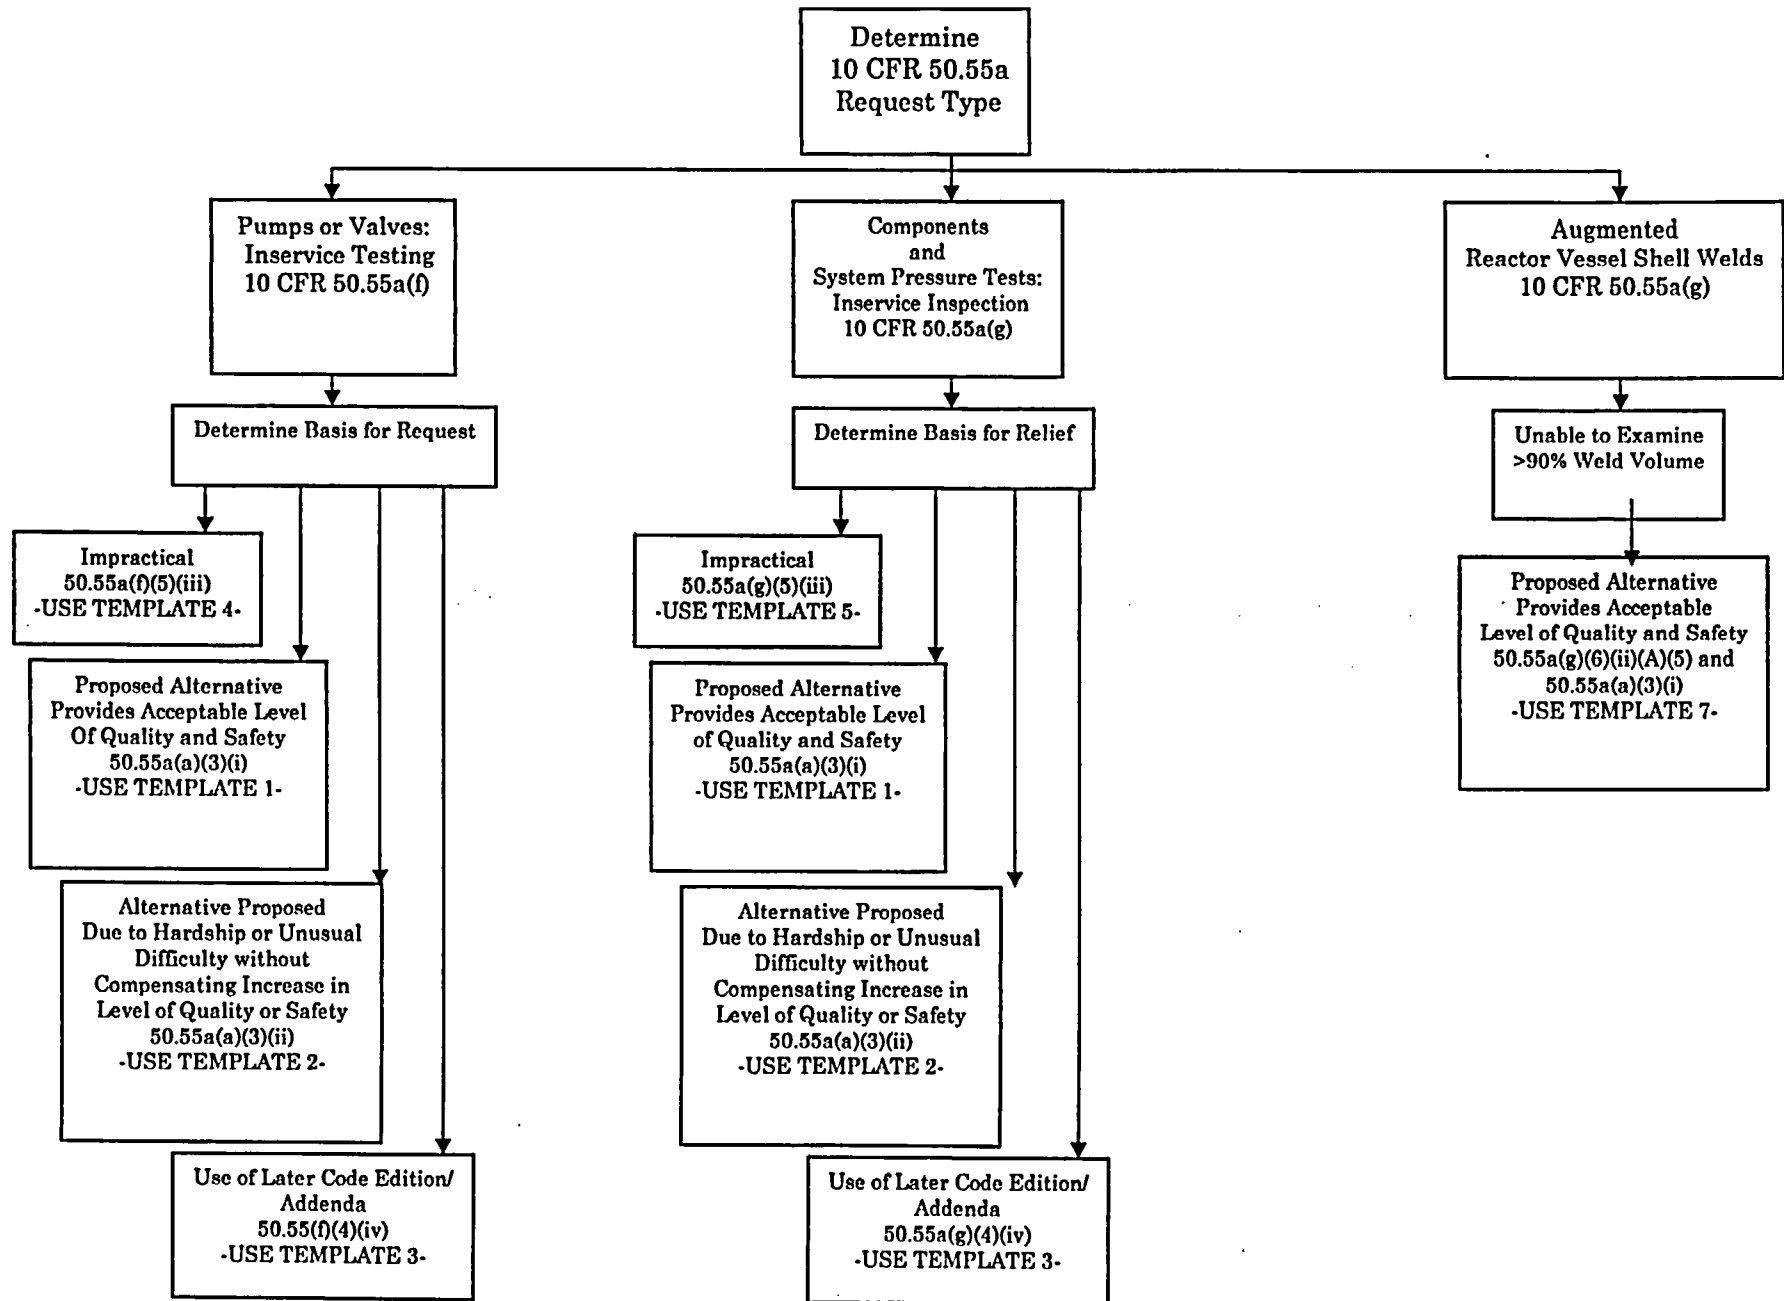 Determine
10 CFR 50.55a
Request Type
Pumps or Valves:
Inservice Testing
10 CFR 50.55a(f)
Components
and
System Pressure Tests:
Inservice Inspection
10 CFR 50.55a(g)
Augmented
Reactor Vessel Shell Welds
10 CFR 50.55a(g)
Determine Basis for Request
Determine Basis for Relief
Unable to Examine
>90% Weld Volume
Impractical
50.55a(f)(5)(iii)
-USE TEMPLATE 4-
Impractical
50.55a(g)(5)(iii)
-USE TEMPLATE 5-
Proposed Alternative
Provides Acceptable
Level of Quality and Safety
50.55a(g)(6)(ii)(A)(5) and
50.55a(a)(3)(i)
-USE TEMPLATE 7-
Proposed Alternative
Provides Acceptable Level
Of Quality and Safety
50.55a(a)(3)(i)
-USE TEMPLATE 1-
Proposed Alternative
Provides Acceptable Level
of Quality and Safety
50.55a(a)(3)(i)
-USE TEMPLATE 1-
Alternative Proposed
Due to Hardship or Unusual
Difficulty without
Compensating Increase in
Level of Quality or Safety
50.55a(a)(3)(ii)
-USE TEMPLATE 2-
Alternative Proposed
Due to Hardship or Unusual
Difficulty without
Compensating Increase in
Level of Quality or Safety
50.55a(a)(3)(ii)
-USE TEMPLATE 2-
Use of Later Code Edition/
Addenda
50.55(f)(4)(iv)
-USE TEMPLATE 3-
Use of Later Code Edition/
Addenda
50.55a(g)(4)(iv)
-USE TEMPLATE 3-